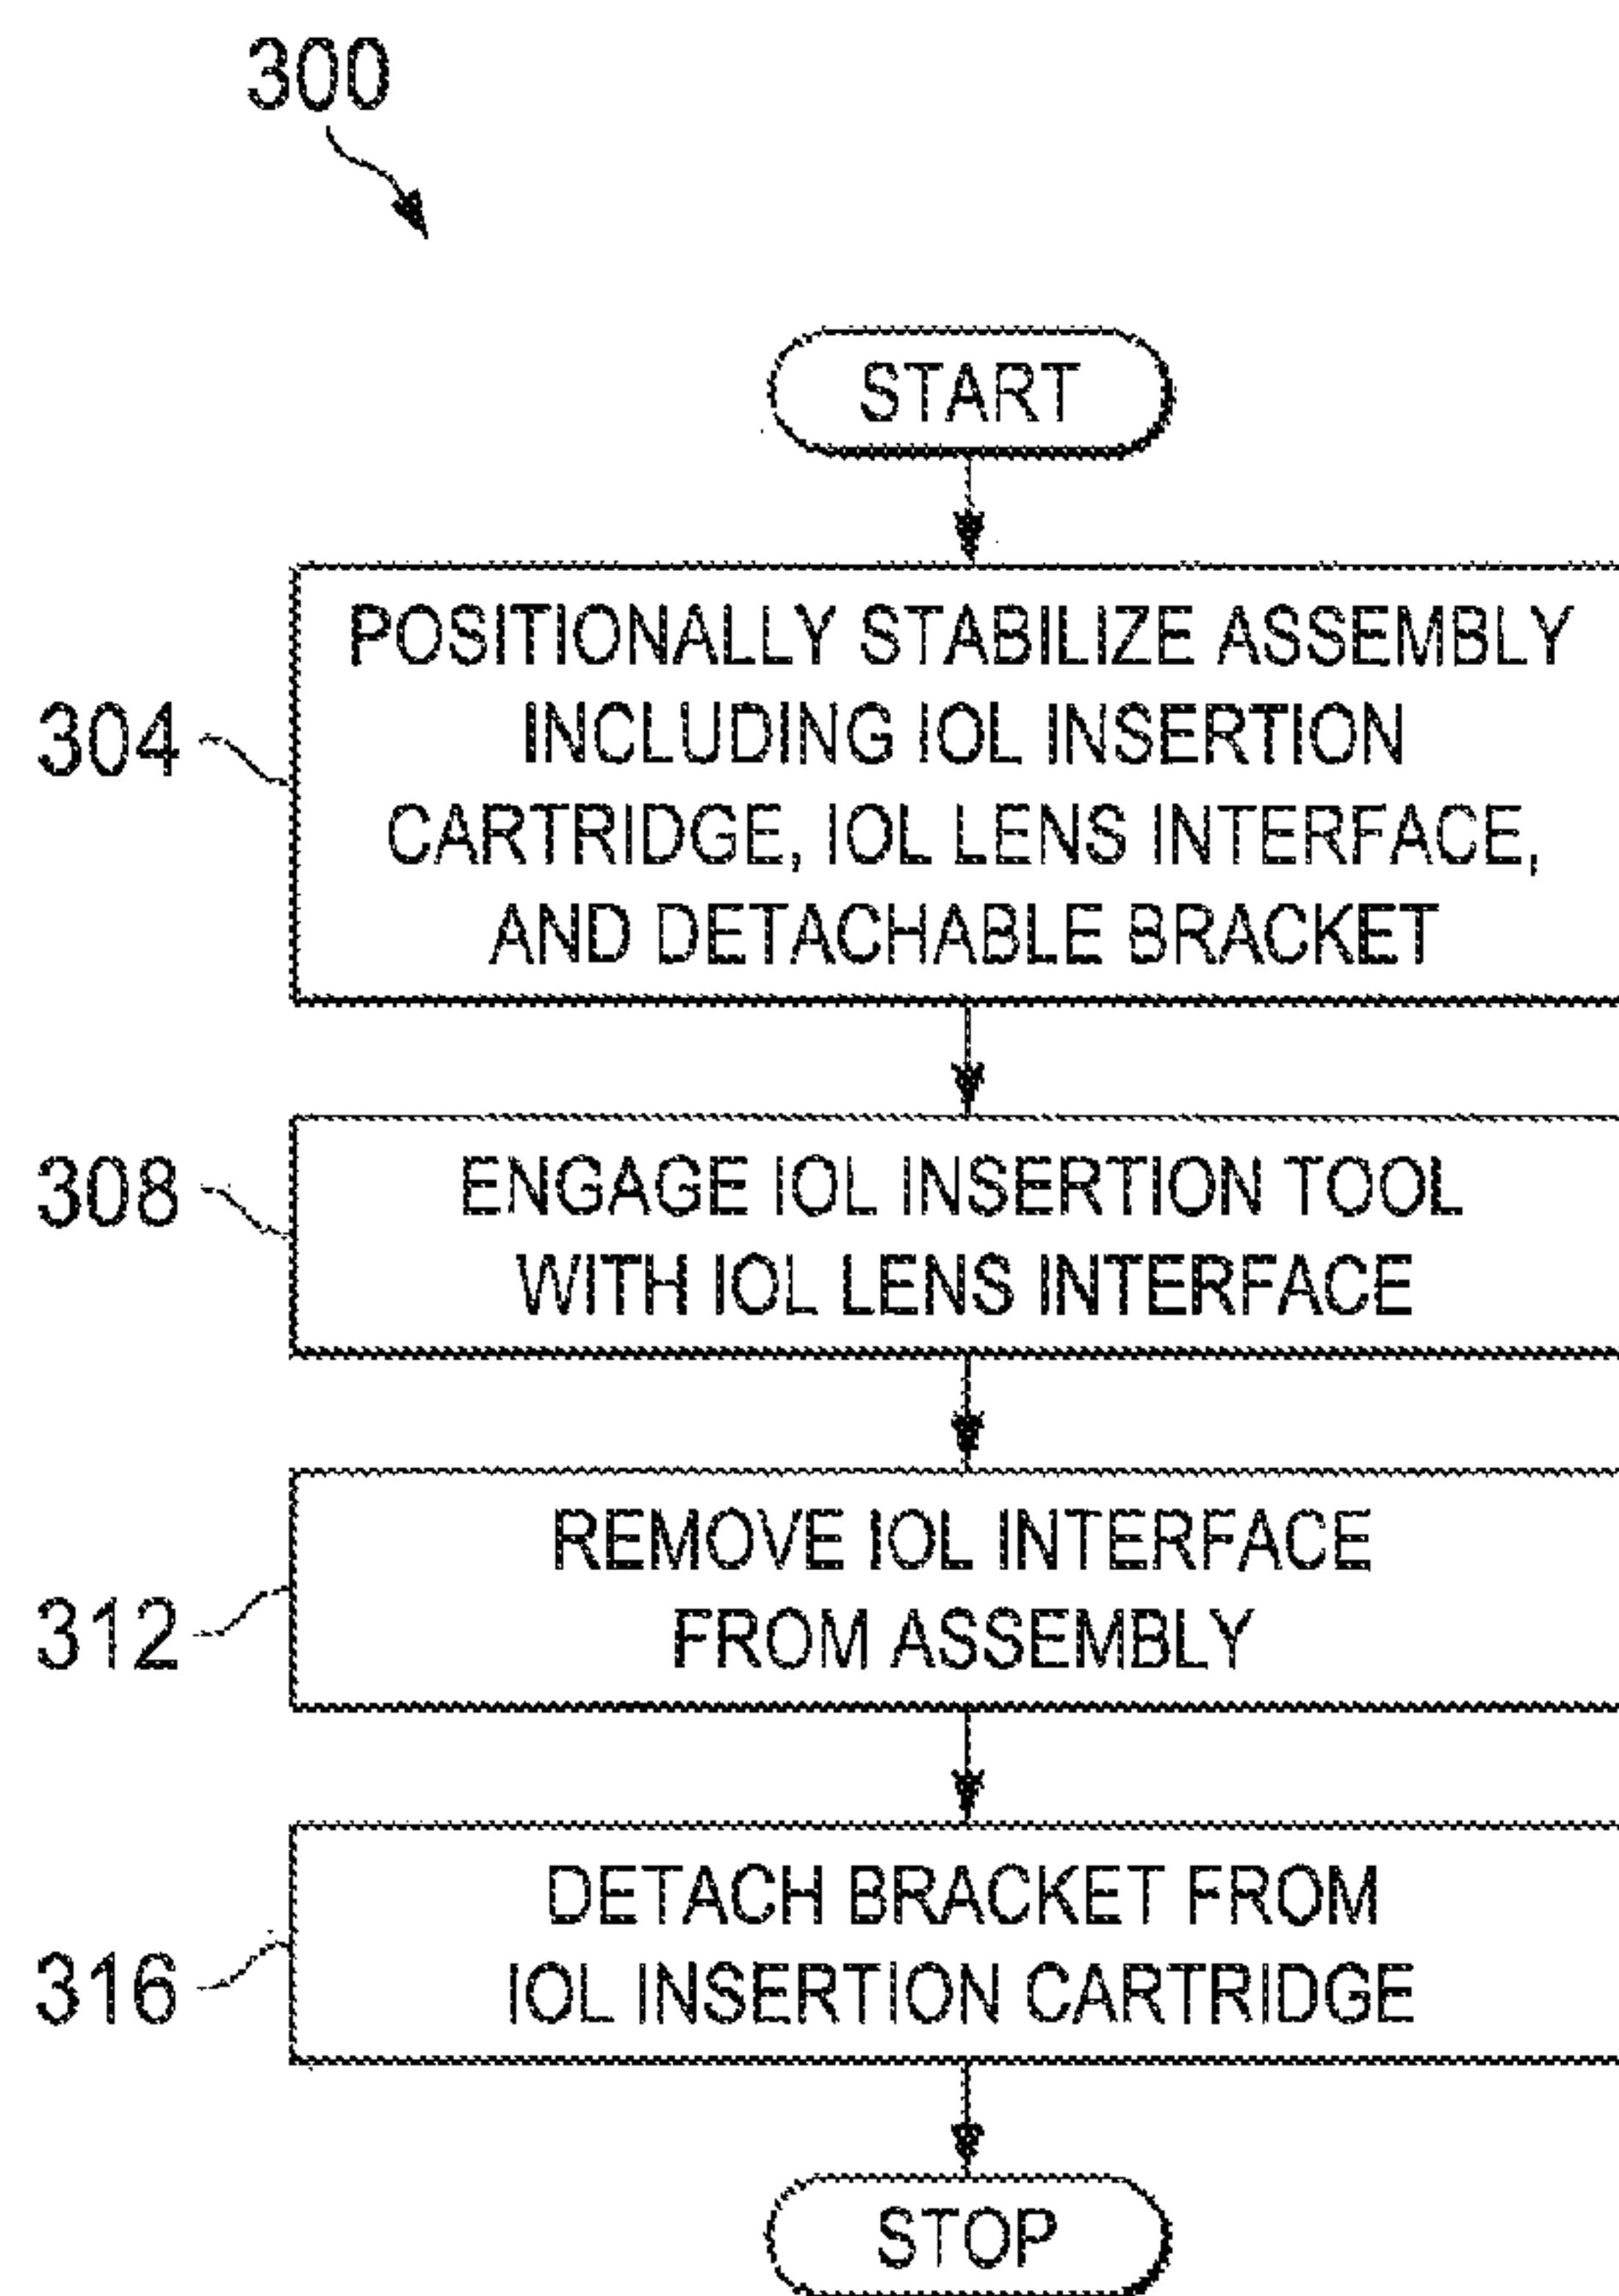 300
START
304
POSITIONALLY STABILIZE ASSEMBLY
INCLUDING IOL INSERTION
CARTRIDGE, IOL LENS INTERFACE,
AND DETACHABLE BRACKET
308
ENGAGE IOL INSERTION TOOL
WITH IOL LENS INTERFACE
312
REMOVE IOL INTERFACE
FROM ASSEMBLY
316
DETACH BRACKET FROM
IOL INSERTION CARTRIDGE
STOP